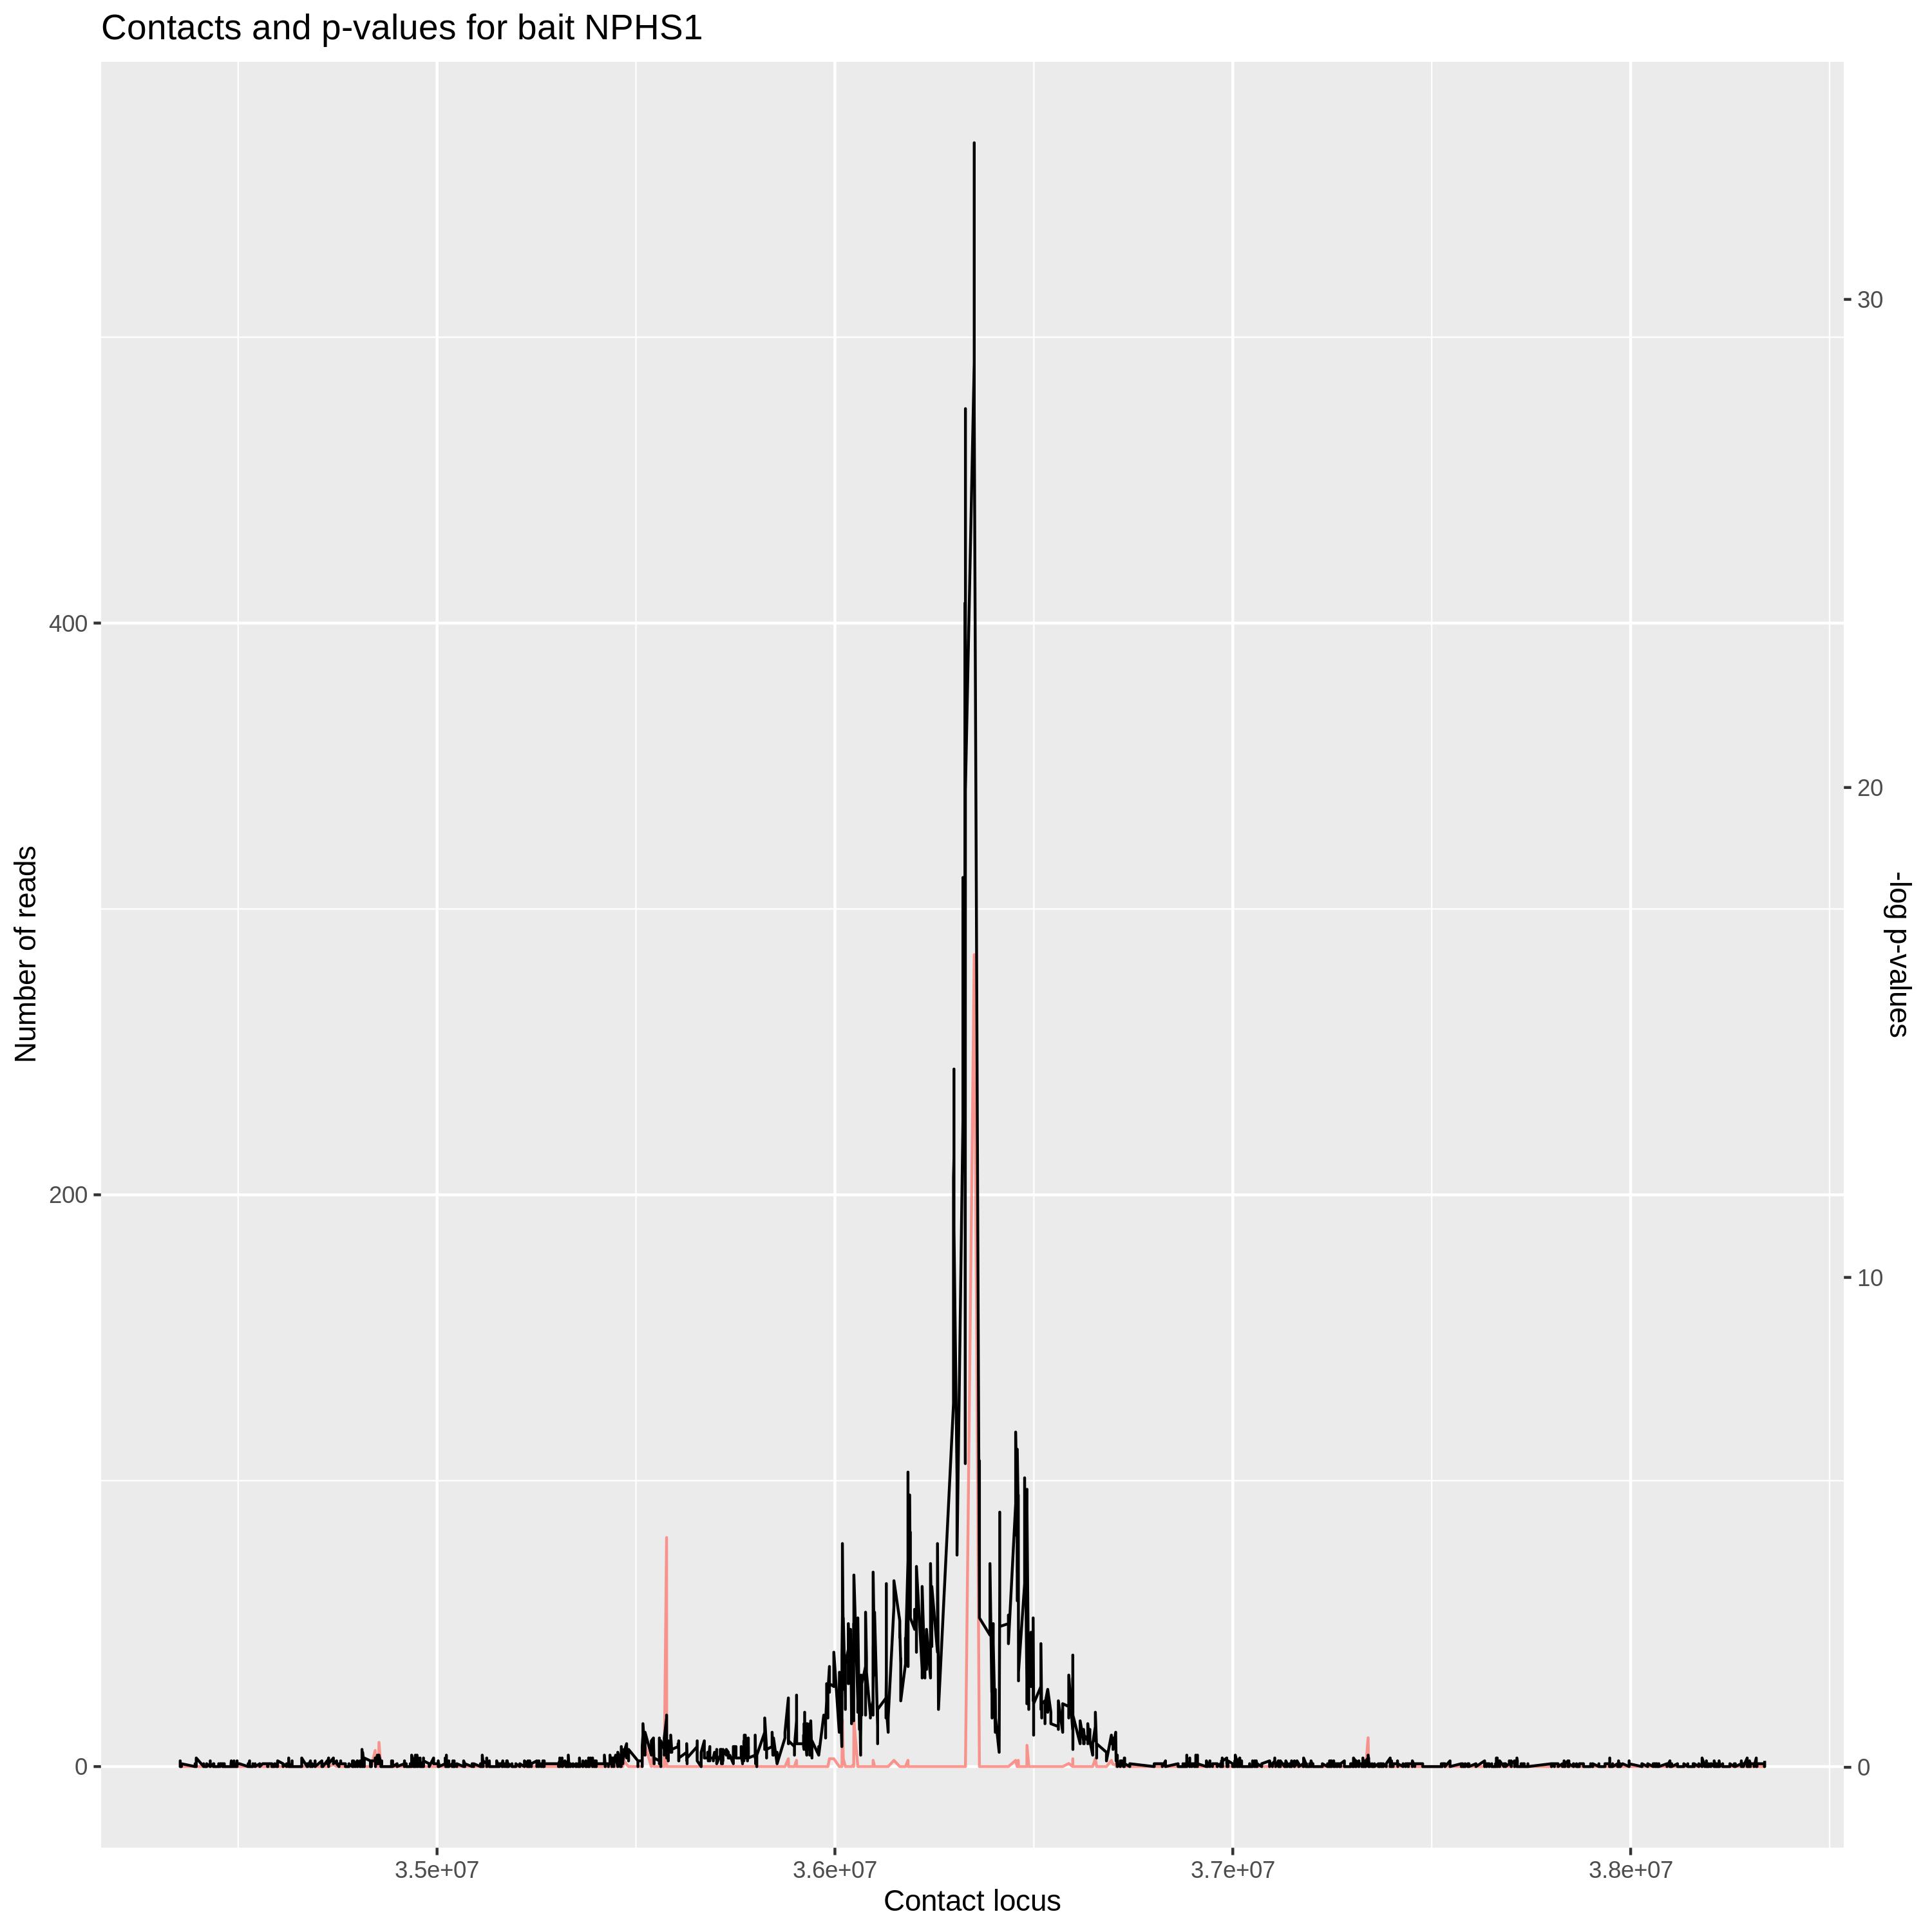 Contacts and p-values for bait NPHS1
Number of reads
400
200
0
30
20
10
0
-log p-values
3.5e+07 3.6e+07 3.7e+07 3.8e+07
Contact locus